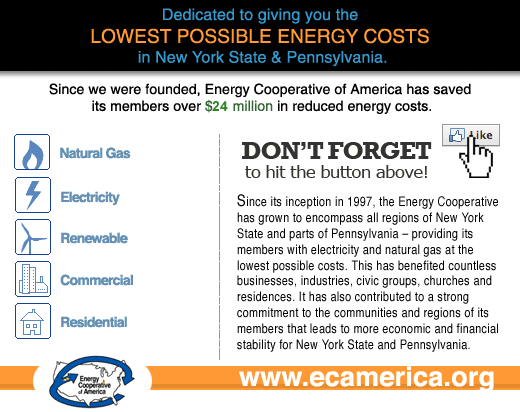 Dedicated to giving you the
LOWEST POSSIBLE ENERGY COSTS
in New York State & Pennsylvania.
Since we were founded, Energy Cooperative of America has saved
its members over $24 million in reduced energy costs.
Natural Gas
Electricity
Renewable
Commercial
Residential
Like
DON'T FORGET
to hit the button above!
Since its inception in 1997, the Energy Cooperative
has grown to encompass all regions of New York
State and parts of Pennsylvania – providing its
members with electricity and natural gas at the
lowest possible costs. This has benefited countless
businesses, industries, civic groups, churches and
residences. It has also contributed to a strong
commitment to the communities and regions of its
members that leads to more economic and financial
stability for New York State and Pennsylvania.
Energy
Cooperative
of America
www.ecamerica.org